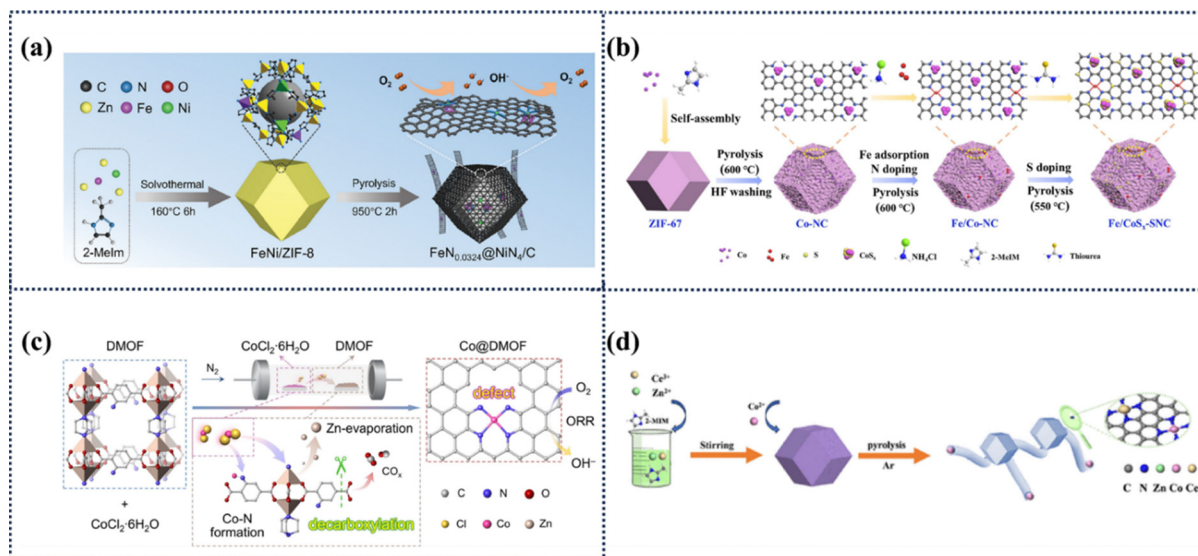 (a)
C N O
Zn Fe Ni
2-MeIm
Solvothermal
160°C 6h
FeNi/ZIF-8
Pyrolysis
950°C 2h
O₂ OH⁻ O₂
FeN₀.₀₃₂₄@NiN₄/C
(b)
Self-assembly
ZIF-67
Pyrolysis
(600 °C)
HF washing
Co-NC
Fe adsorption
N doping
Pyrolysis
(600 °C)
Fe/Co-NC
S doping
Pyrolysis
(550 °C)
Fe/CoSₓ-SNC
Co Fe S CoSₓ NH₄Cl 2-MeIM Thiourea
(c)
DMOF
+
CoCl₂·6H₂O
N₂
CoCl₂·6H₂O DMOF
Zn-evaporation
COₓ
Co-N
formation
decarboxylation
Co@DMOF
defect
O₂
ORR
OH⁻
C N O
Cl Co Zn
(d)
Ce³⁺
Zn²⁺
2-MIM
Stirring
Co²⁺
pyrolysis
Ar
C N Zn Co Ce